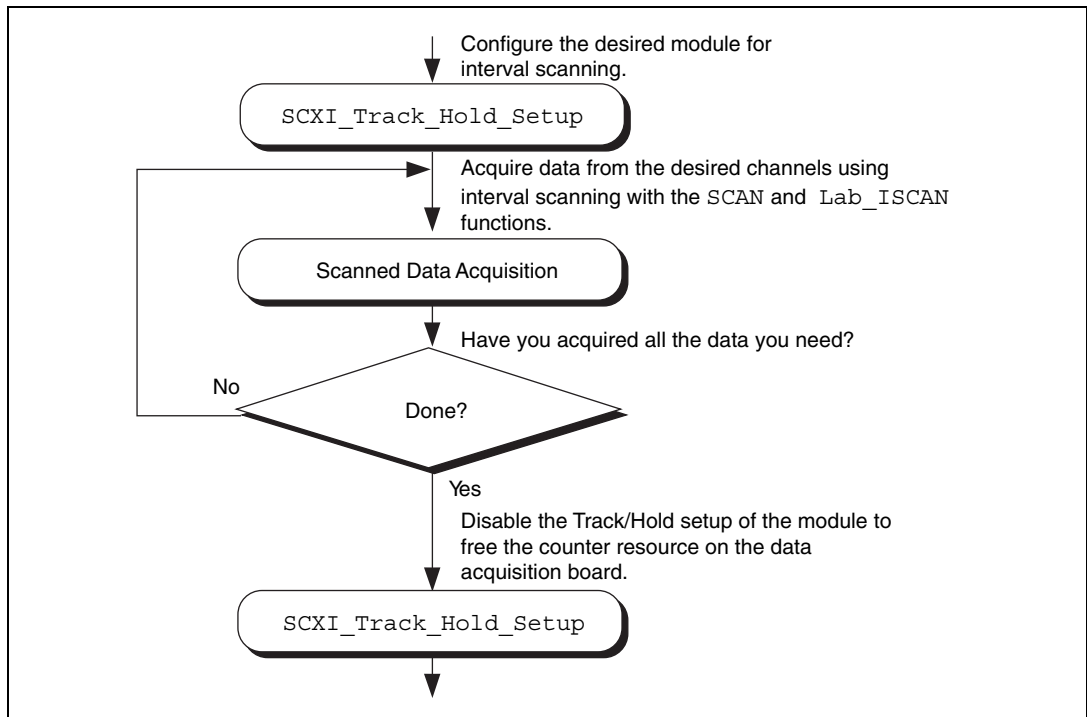 Configure the desired module for
interval scanning.
SCXI_Track_Hold_Setup
Acquire data from the desired channels using
interval scanning with the SCAN and Lab_ISCAN
functions.
Scanned Data Acquisition
Have you acquired all the data you need?
No
Done?
Yes
Disable the Track/Hold setup of the module to
free the counter resource on the data
acquisition board.
SCXI_Track_Hold_Setup